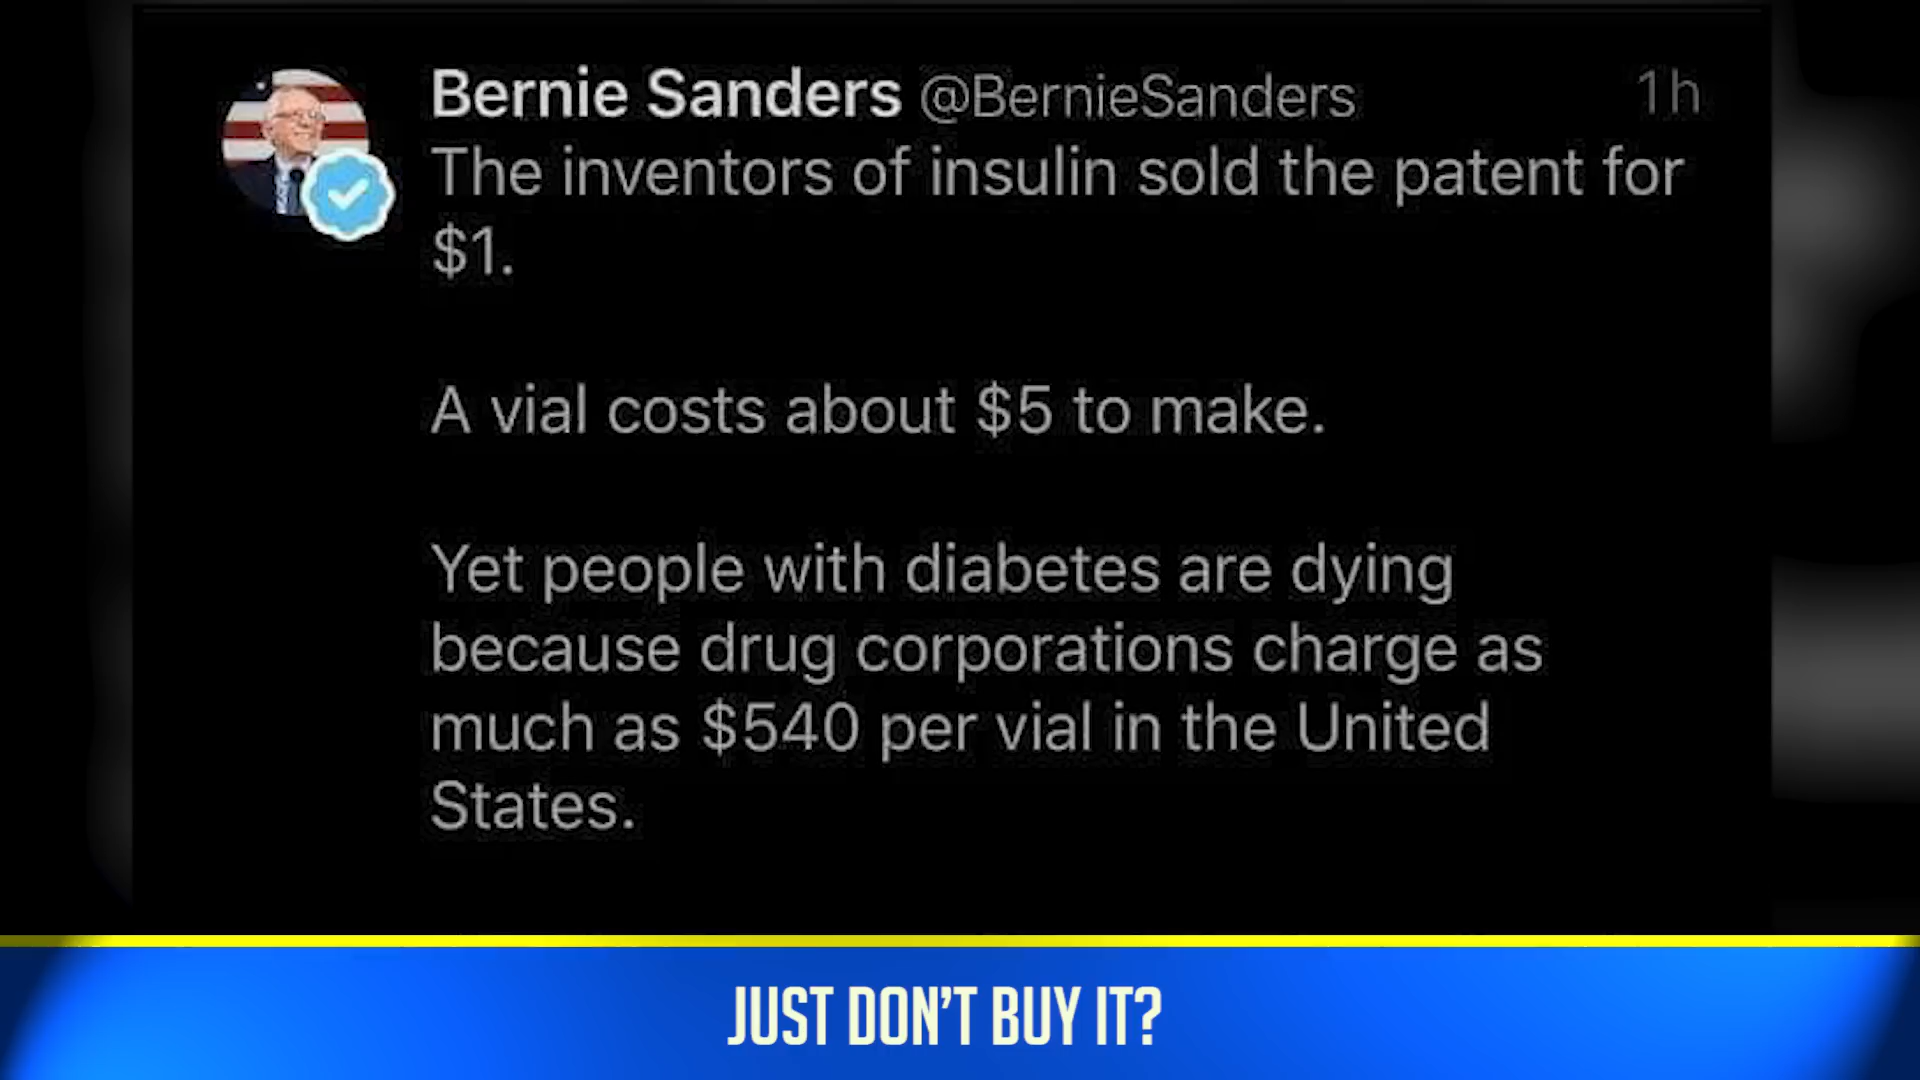 Bernie Sanders @BernieSanders 1h
The inventors of insulin sold the patent for
$1.
A vial costs about $5 to make.
Yet people with diabetes are dying
because drug corporations charge as
much as $540 per vial in the United
States.
JUST DON'T BUY IT?